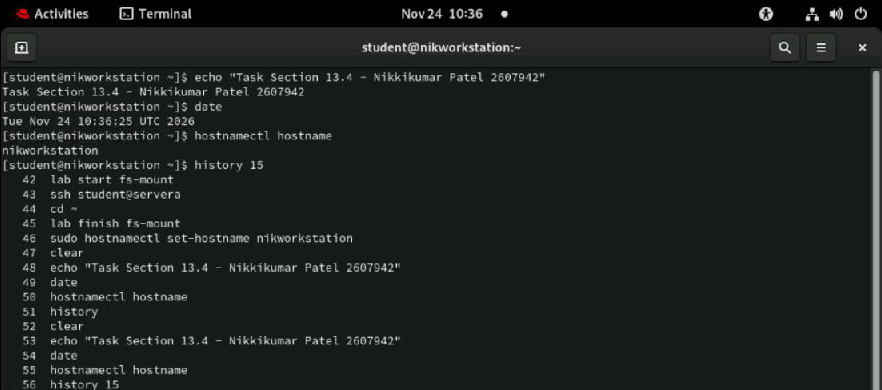 Activities Terminal Nov 24 10:36
student@nikworkstation:~
[student@nikworkstation ~]$ echo "Task Section 13.4 - Nikkikumar Patel 2607942"
Task Section 13.4 - Nikkikumar Patel 2607942
[student@nikworkstation ~]$ date
Tue Nov 24 10:36:25 UTC 2026
[student@nikworkstation ~]$ hostnamectl hostname
nikworkstation
[student@nikworkstation ~]$ history 15
42 lab start fs-mount
43 ssh student@servera
44 cd ~
45 lab finish fs-mount
46 sudo hostnamectl set-hostname nikworkstation
47 clear
48 echo "Task Section 13.4 - Nikkikumar Patel 2607942"
49 date
50 hostnamectl hostname
51 history
52 clear
53 echo "Task Section 13.4 - Nikkikumar Patel 2607942"
54 date
55 hostnamectl hostname
56 history 15